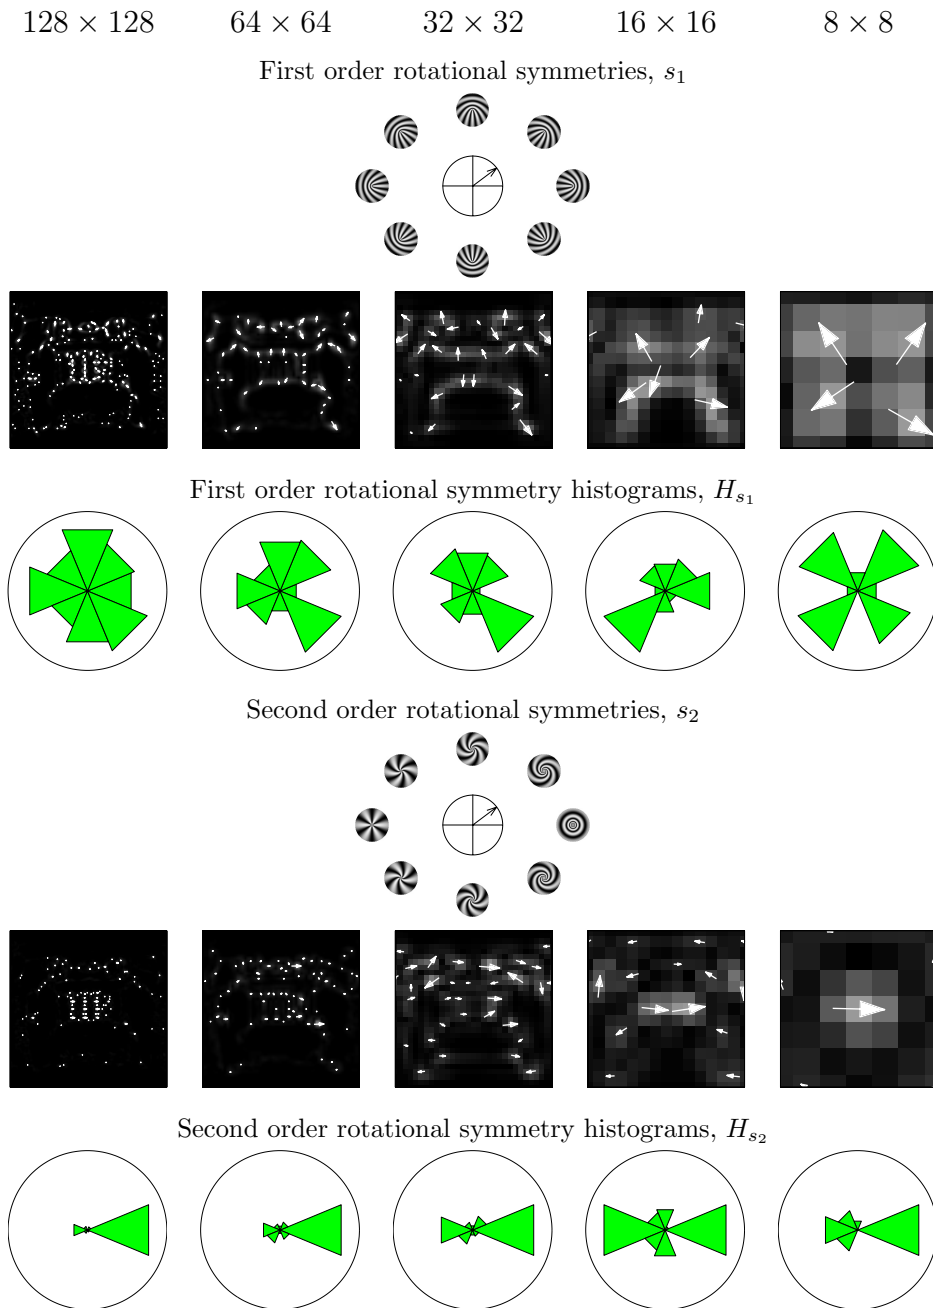 128 × 128 64 × 64 32 × 32 16 × 16 8 × 8
First order rotational symmetries, s₁
First order rotational symmetry histograms, Hₛ₁
Second order rotational symmetries, s₂
Second order rotational symmetry histograms, Hₛ₂